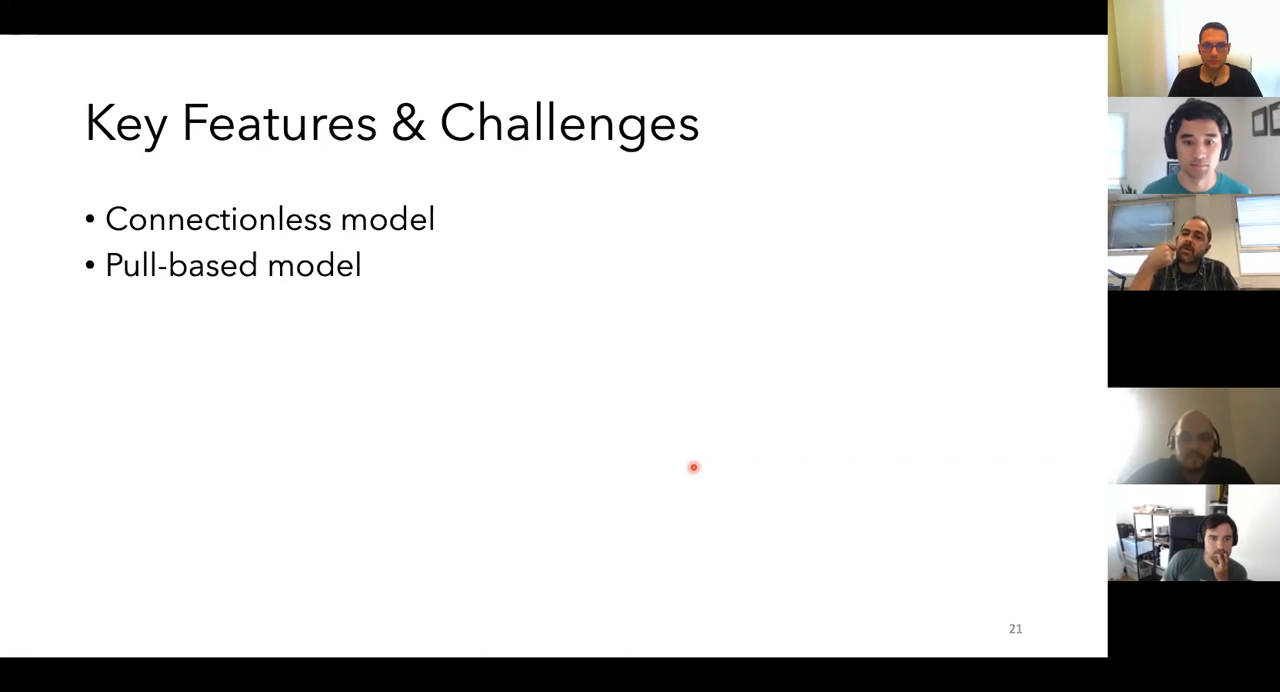 Key Features & Challenges
• Connectionless model
• Pull-based model
21